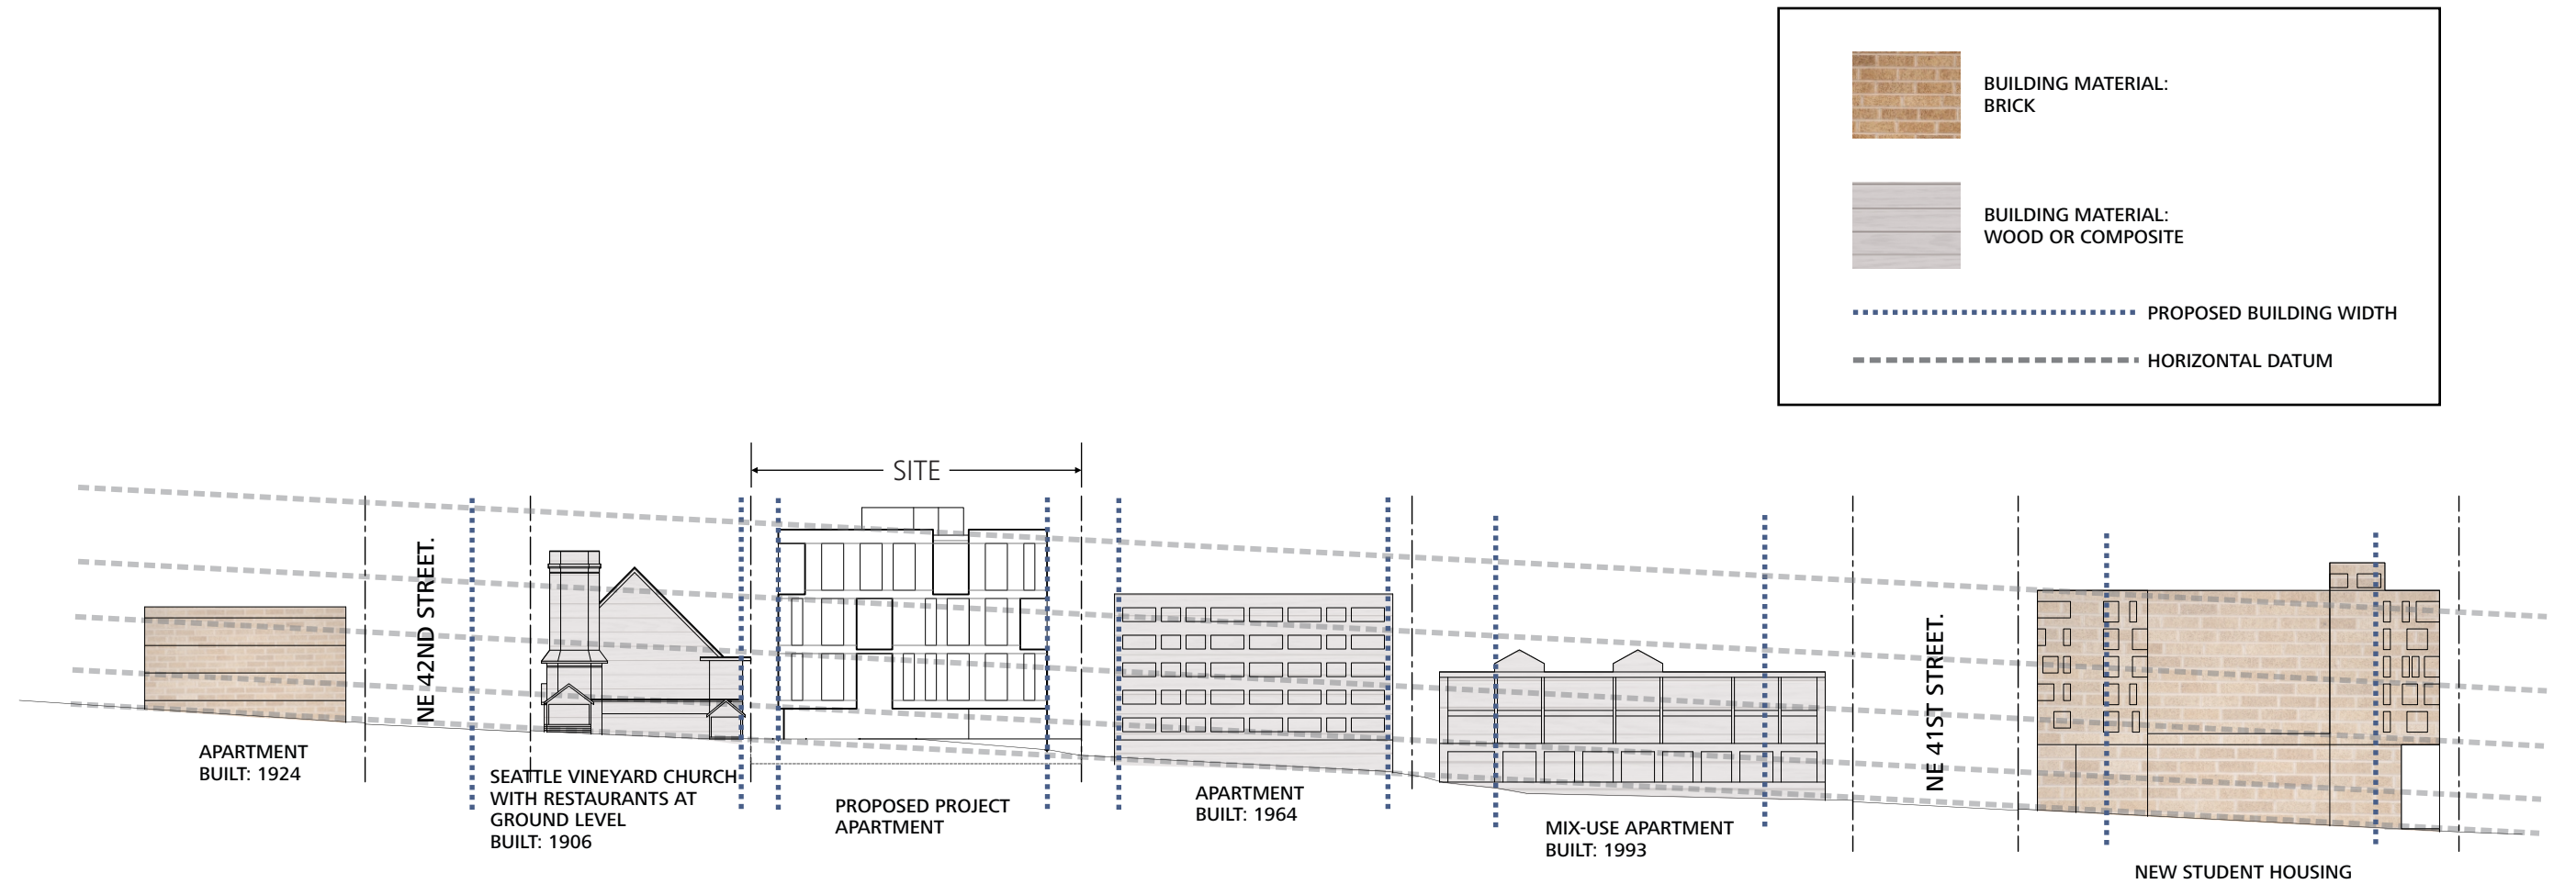 BUILDING MATERIAL:
BRICK
BUILDING MATERIAL:
WOOD OR COMPOSITE
PROPOSED BUILDING WIDTH
HORIZONTAL DATUM
SITE
NE 42ND STREET.
NE 41ST STREET.
APARTMENT
BUILT: 1924
SEATTLE VINEYARD CHURCH
WITH RESTAURANTS AT
GROUND LEVEL
BUILT: 1906
PROPOSED PROJECT
APARTMENT
APARTMENT
BUILT: 1964
MIX-USE APARTMENT
BUILT: 1993
NEW STUDENT HOUSING